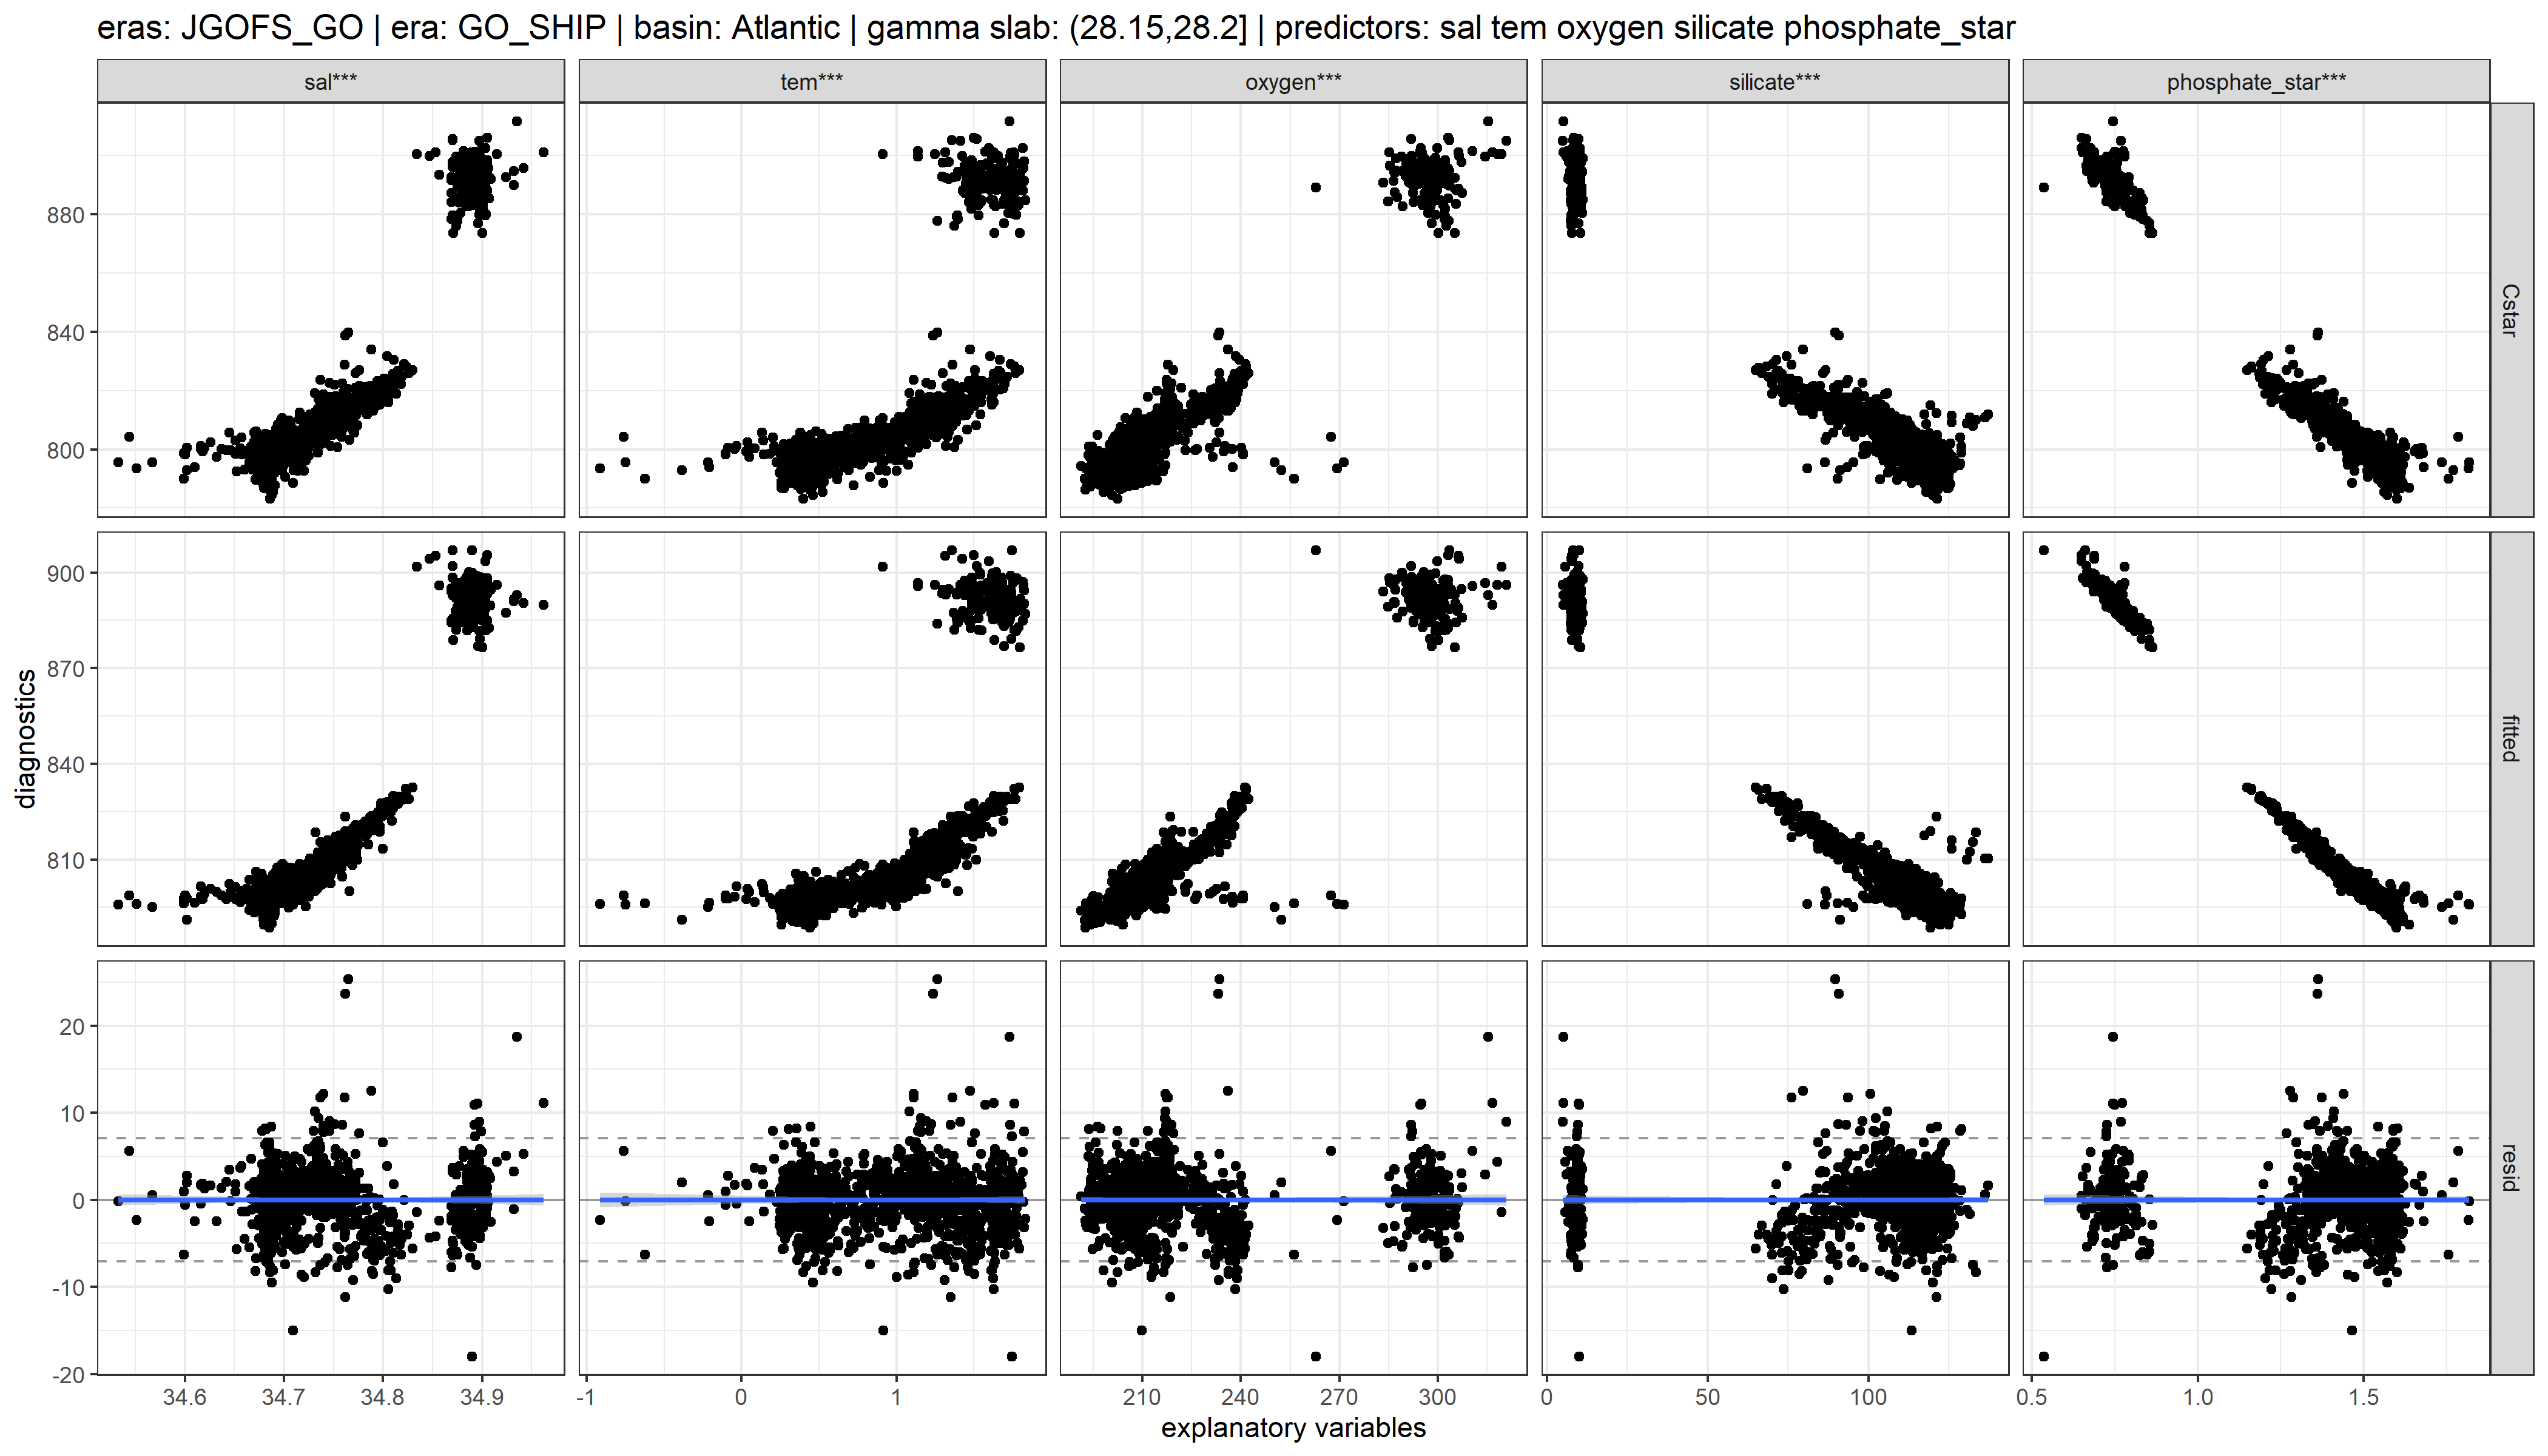 eras: JGOFS_GO | era: GO_SHIP | basin: Atlantic | gamma slab: (28.15,28.2] | predictors: sal tem oxygen silicate phosphate_star
sal*** tem*** oxygen*** silicate*** phosphate_star***
880
840
800
Cstar
900
870
840
810
fitted
diagnostics
20
10
0
-10
-20
resid
34.6 34.7 34.8 34.9 -1 0 1 210 240 270 300 0 50 100 0.5 1.0 1.5
explanatory variables